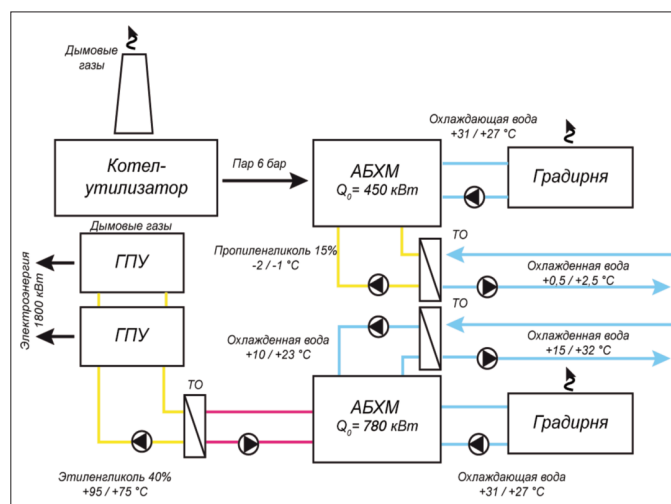 Дымовые
газы
Котел-
утилизатор
Пар 6 бар
АБХМ
Q₀= 450 кВт
Охлаждающая вода
+31 / +27 °C
Градирня
Дымовые газы
ГПУ
ГПУ
Электроэнергия
1800 кВт
Пропиленгликоль 15%
-2 / -1 °C
ТО
Охлажденная вода
+0,5 / +2,5 °C
ТО
Охлажденная вода
+10 / +23 °C
Охлажденная вода
+15 / +32 °C
ТО
АБХМ
Q₀= 780 кВт
Градирня
Этиленгликоль 40%
+95 / +75 °C
Охлаждающая вода
+31 / +27 °C